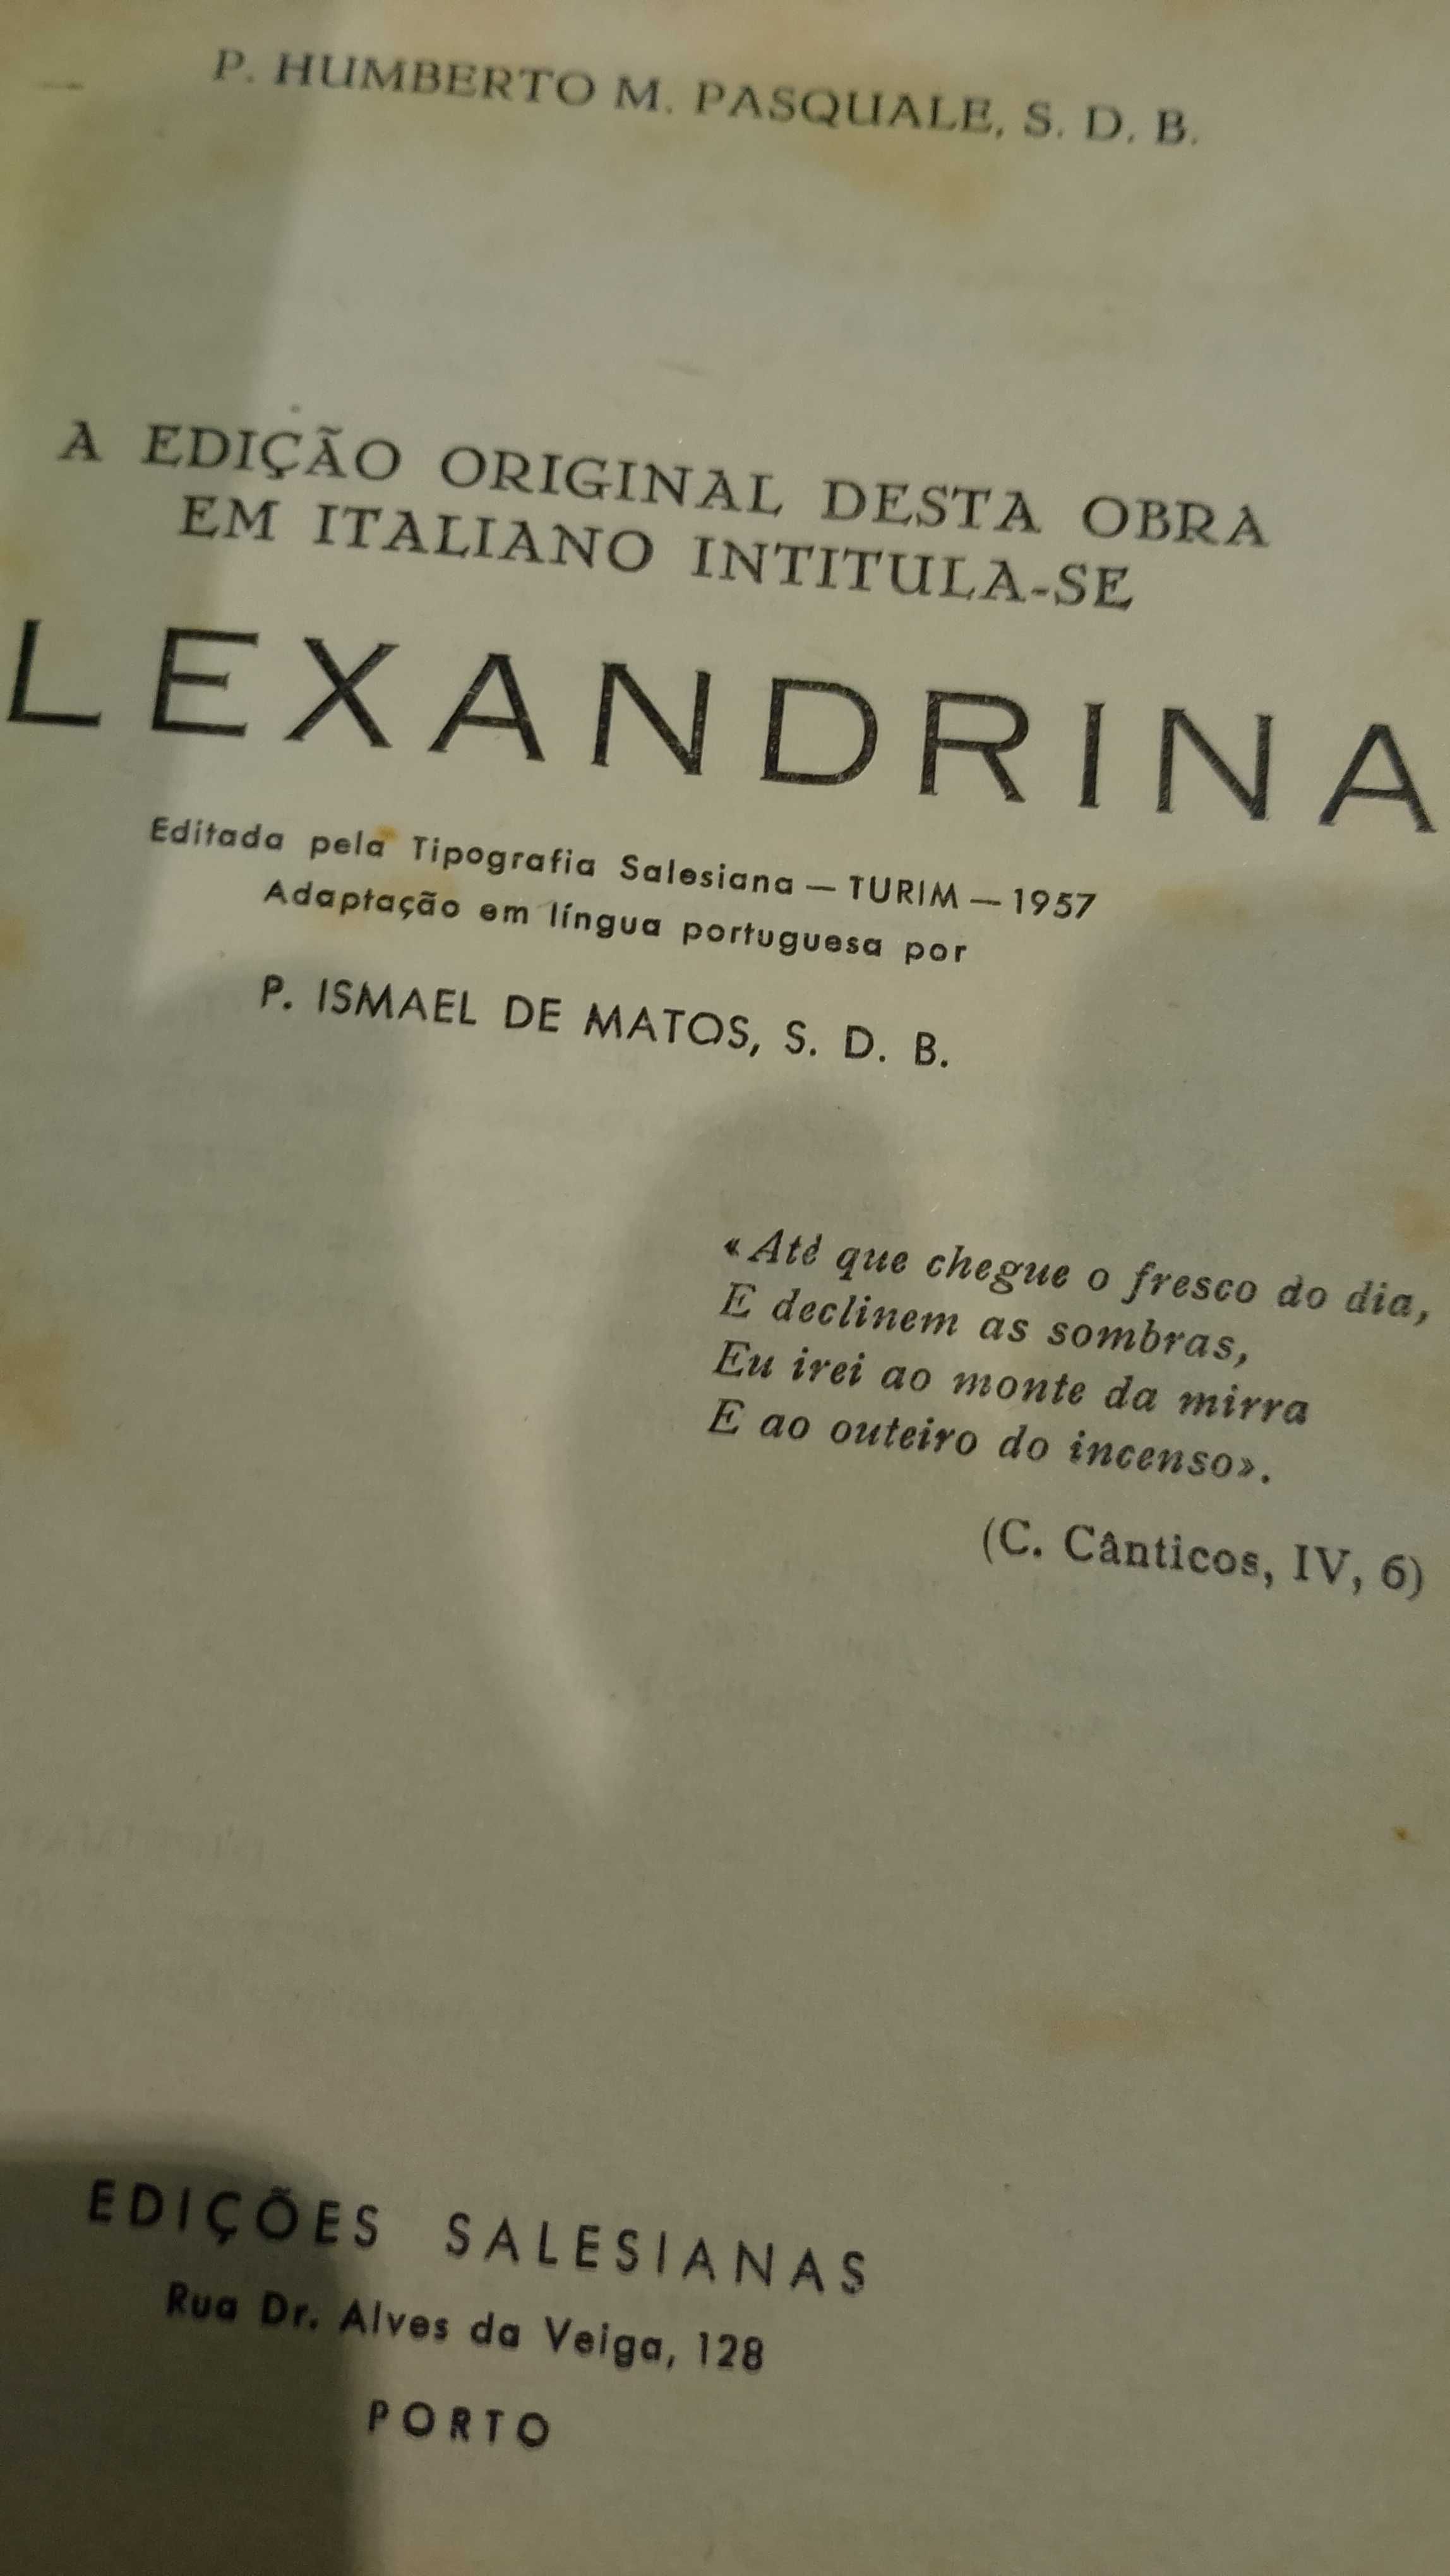 P. HUMBERTO M. PASQUALE, S. D. B.
A EDIÇÃO ORIGINAL DESTA OBRA
EM ITALIANO INTITULA-SE
LEXANDRINA
Editada pela Tipografia Salesiana — TURIM — 1957
Adaptação em língua portuguesa por
P. ISMAEL DE MATOS, S. D. B.
«Até que chegue o fresco do dia,
E declinem as sombras,
Eu irei ao monte da mirra
E ao outeiro do incenso».
(C. Cânticos, IV, 6)
EDIÇÕES SALESIANAS
Rua Dr. Alves da Veiga, 128
PORTO